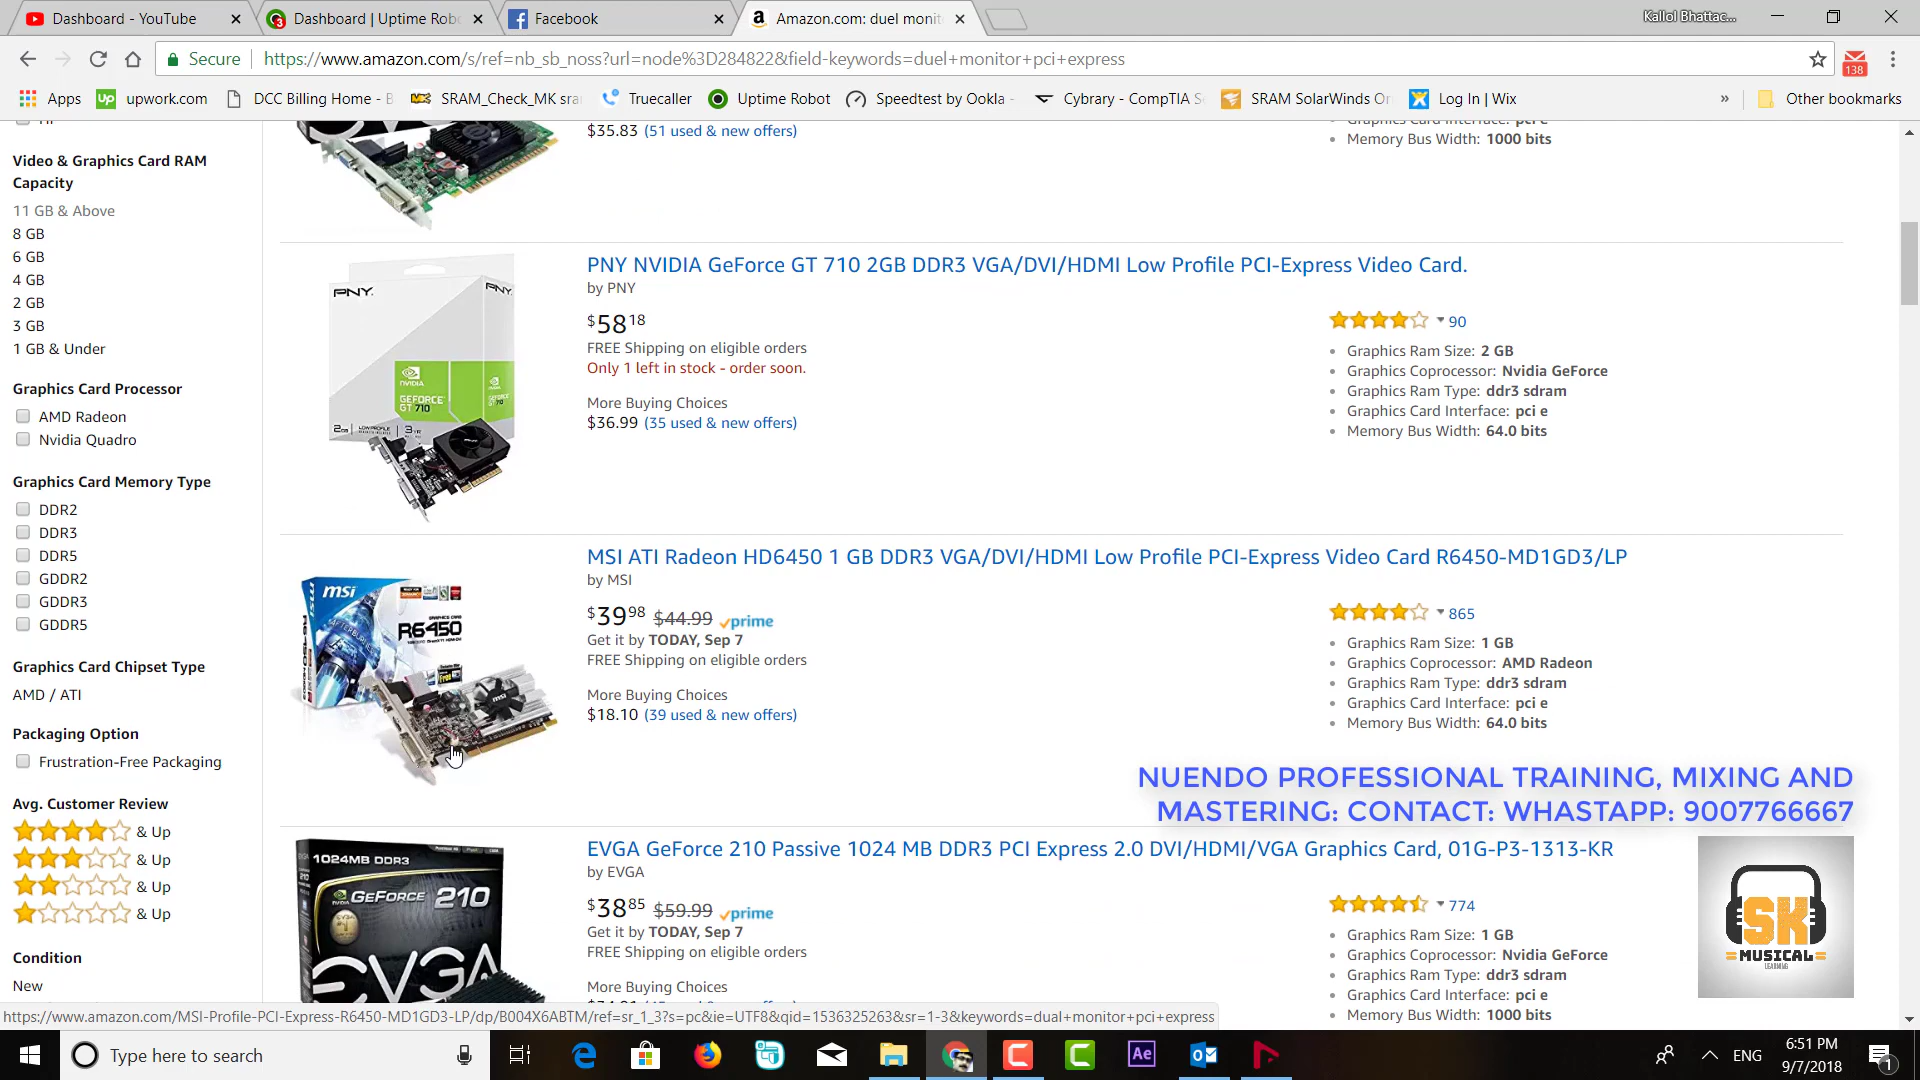 Dashboard - YouTube
Dashboard | Uptime Robo
Facebook
Amazon.com: duel monit
Kallol Bhattac...
Secure
https://www.amazon.com/s/ref=nb_sb_noss?url=node%3D284822&field-keywords=duel+monitor+pci+express
138
Apps
upwork.com
DCC Billing Home - B
SRAM_Check_MK sra
Truecaller
Uptime Robot
Speedtest by Ookla -
Cybrary - CompTIA S
SRAM SolarWinds Or
Log In | Wix
»
Other bookmarks
Video & Graphics Card RAM
Capacity
11 GB & Above
8 GB
6 GB
4 GB
2 GB
3 GB
1 GB & Under
Graphics Card Processor
AMD Radeon
Nvidia Quadro
Graphics Card Memory Type
DDR2
DDR3
DDR5
GDDR2
GDDR3
GDDR5
Graphics Card Chipset Type
AMD / ATI
Packaging Option
Frustration-Free Packaging
Avg. Customer Review
& Up
& Up
& Up
& Up
Condition
New
$35.83 (51 used & new offers)
Memory Bus Width: 1000 bits
PNY
PNY
NVIDIA
GEFORCE
GT 710
PNY NVIDIA GeForce GT 710 2GB DDR3 VGA/DVI/HDMI Low Profile PCI-Express Video Card.
by PNY
$58 18
FREE Shipping on eligible orders
Only 1 left in stock - order soon.
More Buying Choices
$36.99 (35 used & new offers)
90
Graphics Ram Size: 2 GB
Graphics Coprocessor: Nvidia GeForce
Graphics Ram Type: ddr3 sdram
Graphics Card Interface: pci e
Memory Bus Width: 64.0 bits
msi
R6450
MSI ATI Radeon HD6450 1 GB DDR3 VGA/DVI/HDMI Low Profile PCI-Express Video Card R6450-MD1GD3/LP
by MSI
$39 98 $44.99 prime
Get it by TODAY, Sep 7
FREE Shipping on eligible orders
More Buying Choices
$18.10 (39 used & new offers)
865
Graphics Ram Size: 1 GB
Graphics Coprocessor: AMD Radeon
Graphics Ram Type: ddr3 sdram
Graphics Card Interface: pci e
Memory Bus Width: 64.0 bits
NUENDO PROFESSIONAL TRAINING, MIXING AND
MASTERING: CONTACT: WHASTAPP: 9007766667
1024MB DDR3
GEFORCE 210
EVGA
EVGA GeForce 210 Passive 1024 MB DDR3 PCI Express 2.0 DVI/HDMI/VGA Graphics Card, 01G-P3-1313-KR
by EVGA
$38 85 $59.99 prime
Get it by TODAY, Sep 7
FREE Shipping on eligible orders
More Buying Choices
774
Graphics Ram Size: 1 GB
Graphics Coprocessor: Nvidia GeForce
Graphics Ram Type: ddr3 sdram
Graphics Card Interface: pci e
Memory Bus Width: 1000 bits
SK
MUSICAL
LEARNING
https://www.amazon.com/MSI-Profile-PCI-Express-R6450-MD1GD3-LP/dp/B004X6ABTM/ref=sr_1_3?s=pc&ie=UTF8&qid=1536325263&sr=1-3&keywords=dual+monitor+pci+express
Type here to search
Ae
ENG
6:51 PM
9/7/2018
1